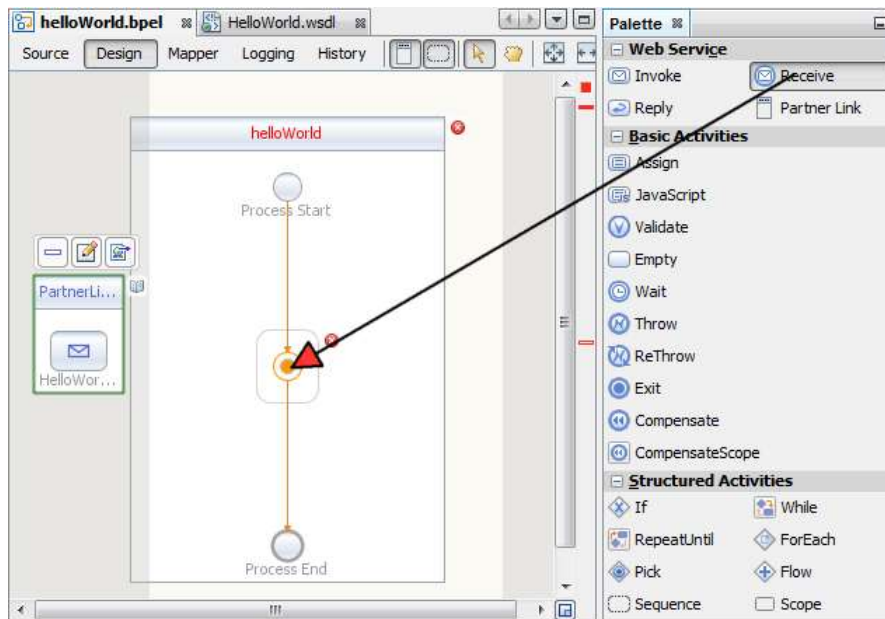 helloWorld.bpel HelloWorld.wsdl
Source Design Mapper Logging History
helloWorld
Process Start
PartnerLi...
HelloWor...
Process End
Palette
Web Service
Invoke Receive
Reply Partner Link
Basic Activities
Assign
JavaScript
Validate
Empty
Wait
Throw
ReThrow
Exit
Compensate
CompensateScope
Structured Activities
If While
RepeatUntil ForEach
Pick Flow
Sequence Scope